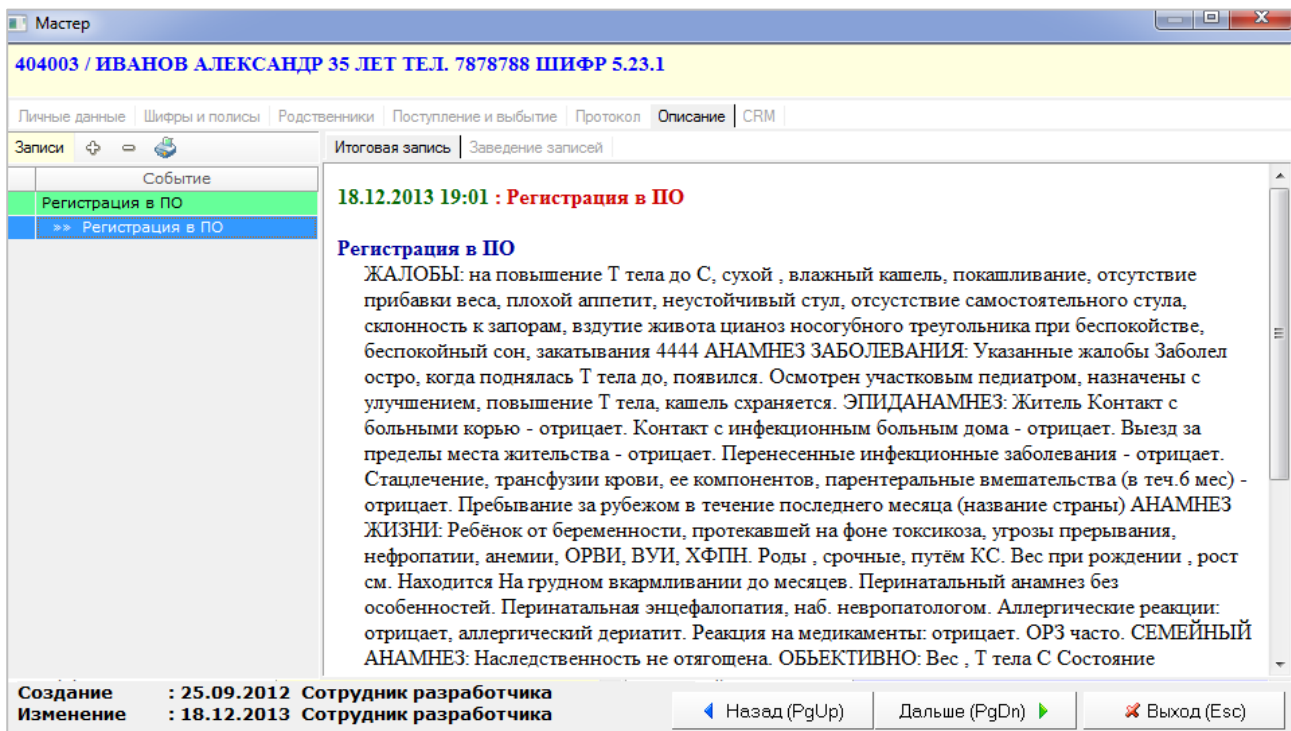 Мастер
404003 / ИВАНОВ АЛЕКСАНДР 35 ЛЕТ ТЕЛ. 7878788 ШИФР 5.23.1
Личные данные Шифры и полисы Родственники Поступление и выбытие Протокол Описание CRM
Записи
Итоговая запись Заведение записей
Событие
Регистрация в ПО
»» Регистрация в ПО
18.12.2013 19:01 : Регистрация в ПО
Регистрация в ПО
ЖАЛОБЫ: на повышение Т тела до С, сухой , влажный кашель, покашливание, отсутствие
прибавки веса, плохой аппетит, неустойчивый стул, отсустствие самостоятельного стула,
склонность к запорам, вздутие живота цианоз носогубного треугольника при беспокойстве,
беспокойный сон, закатывания 4444 АНАМНЕЗ ЗАБОЛЕВАНИЯ: Указанные жалобы Заболел
остро, когда поднялась Т тела до, появился. Осмотрен участковым педиатром, назначены с
улучшением, повышение Т тела, кашель схраняется. ЭПИДАНАМНЕЗ: Житель Контакт с
больными корью - отрицает. Контакт с инфекционным больным дома - отрицает. Выезд за
пределы места жительства - отрицает. Перенесенные инфекционные заболевания - отрицает.
Стацлечение, трансфузии крови, ее компонентов, парентеральные вмешательства (в теч.6 мес) -
отрицает. Пребывание за рубежом в течение последнего месяца (название страны) АНАМНЕЗ
ЖИЗНИ: Ребёнок от беременности, протекавшей на фоне токсикоза, угрозы прерывания,
нефропатии, анемии, ОРВИ, ВУИ, ХФПН. Роды , срочные, путём КС. Вес при рождении , рост
см. Находится На грудном вкармливании до месяцев. Перинатальный анамнез без
особенностей. Перинатальная энцефалопатия, наб. невропатологом. Аллергические реакции:
отрицает, аллергический дериатит. Реакция на медикаменты: отрицает. ОРЗ часто. СЕМЕЙНЫЙ
АНАМНЕЗ: Наследственность не отягощена. ОБЬЕКТИВНО: Вес , Т тела С Состояние
Создание : 25.09.2012 Сотрудник разработчика
Изменение : 18.12.2013 Сотрудник разработчика
Назад (PgUp) Дальше (PgDn) Выход (Esc)